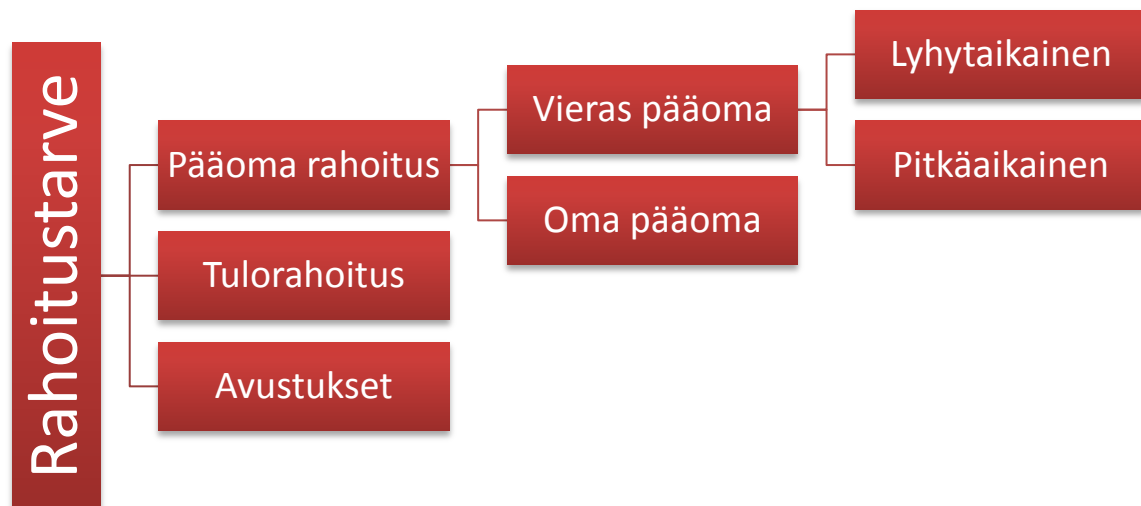 Rahoitustarve
Pääoma rahoitus
Vieras pääoma
Lyhytaikainen
Pitkäaikainen
Oma pääoma
Tulorahoitus
Avustukset